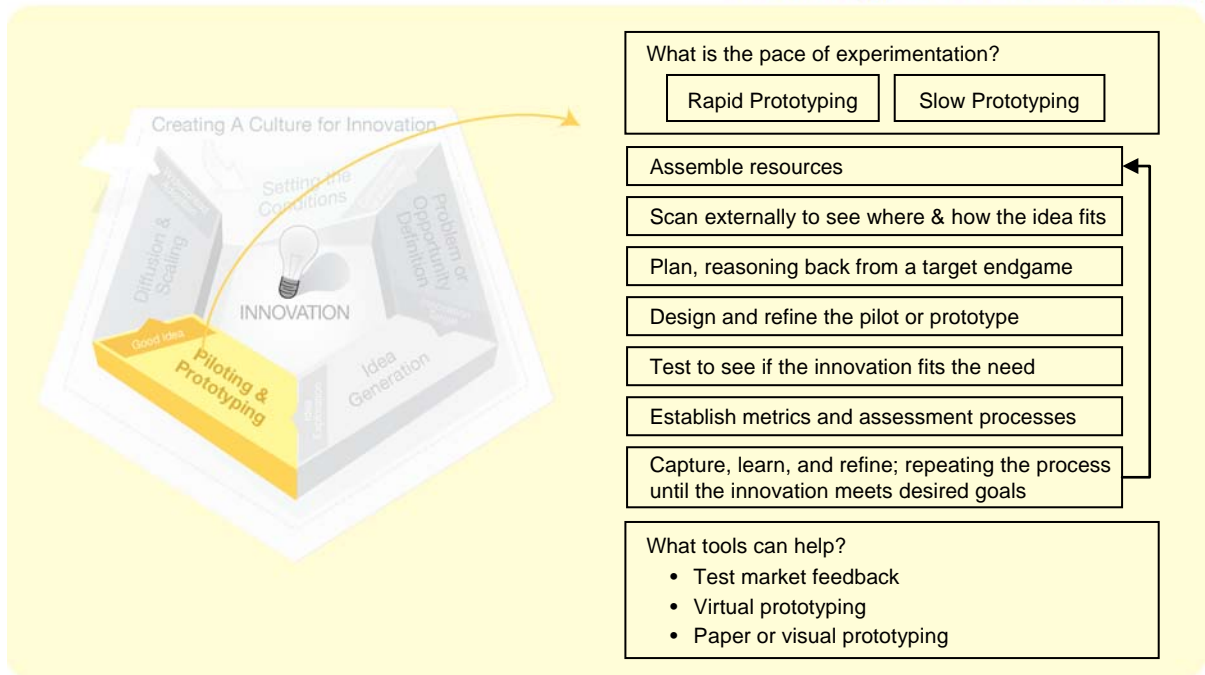 Creating A Culture for Innovation
Setting the
Conditions
Problem or
Opportunity
Definition
Diffusion &
Scaling
INNOVATION
Good Idea
Piloting &
Prototyping
Idea
Generation
What is the pace of experimentation?
Rapid Prototyping
Slow Prototyping
Assemble resources
Scan externally to see where & how the idea fits
Plan, reasoning back from a target endgame
Design and refine the pilot or prototype
Test to see if the innovation fits the need
Establish metrics and assessment processes
Capture, learn, and refine; repeating the process
until the innovation meets desired goals
What tools can help?
• Test market feedback
• Virtual prototyping
• Paper or visual prototyping